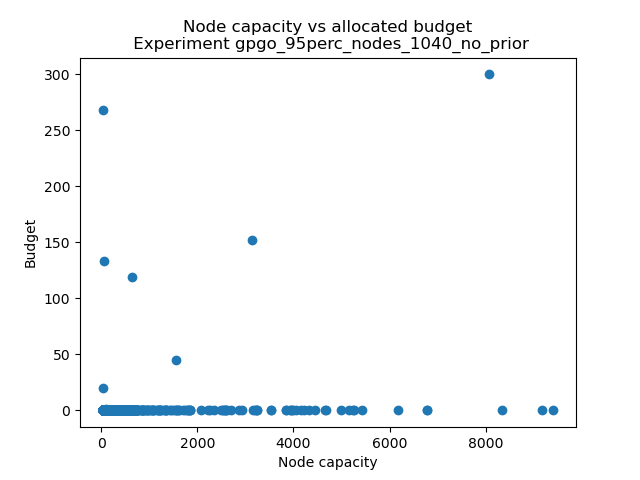 Node capacity vs allocated budget
Experiment gpgo_95perc_nodes_1040_no_prior
300
250
200
150
100
50
0
Budget
0 2000 4000 6000 8000
Node capacity